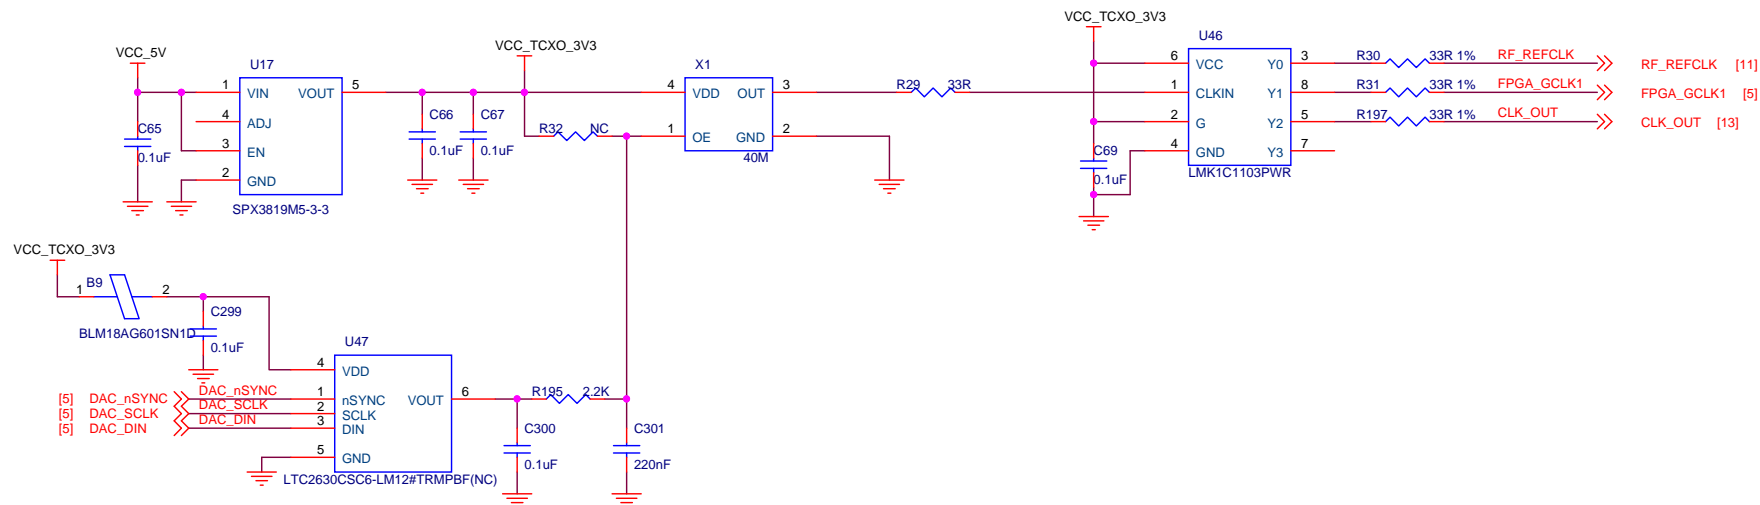 VCC_5V
U17
1
VIN
VOUT
5
4
ADJ
3
EN
2
GND
SPX3819M5-3-3
C65
0.1uF
VCC_TCXO_3V3
C66
0.1uF
C67
0.1uF
R32
NC
X1
4
VDD
OUT
3
1
OE
GND
2
40M
R29
33R
VCC_TCXO_3V3
U46
6
VCC
Y0
3
1
CLKIN
Y1
8
2
G
Y2
5
4
GND
Y3
7
LMK1C1103PWR
C69
0.1uF
R30
33R 1%
RF_REFCLK
RF_REFCLK [11]
R31
33R 1%
FPGA_GCLK1
FPGA_GCLK1 [5]
R197
33R 1%
CLK_OUT
CLK_OUT [13]
VCC_TCXO_3V3
1
B9
2
BLM18AG601SN1D
C299
0.1uF
U47
4
VDD
[5] DAC_nSYNC
DAC_nSYNC
1
nSYNC
VOUT
6
[5] DAC_SCLK
DAC_SCLK
2
SCLK
[5] DAC_DIN
DAC_DIN
3
DIN
5
GND
LTC2630CSC6-LM12#TRMPBF(NC)
R195
2.2K
C300
0.1uF
C301
220nF